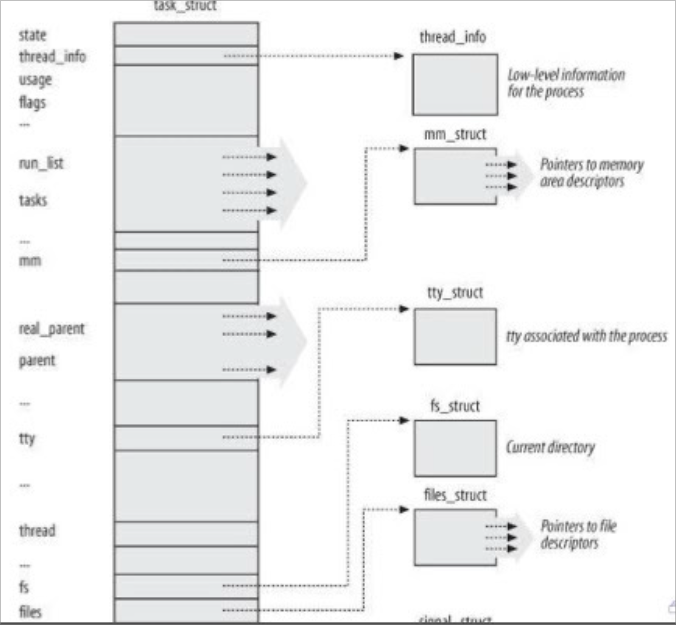 task_struct
state
thread_info
usage
flags
...
run_list
tasks
...
mm
real_parent
parent
...
tty
...
thread
...
fs
files
thread_info
Low-level information
for the process
mm_struct
Pointers to memory
area descriptors
tty_struct
tty associated with the process
fs_struct
Current directory
files_struct
Pointers to file
descriptors
signal_struct